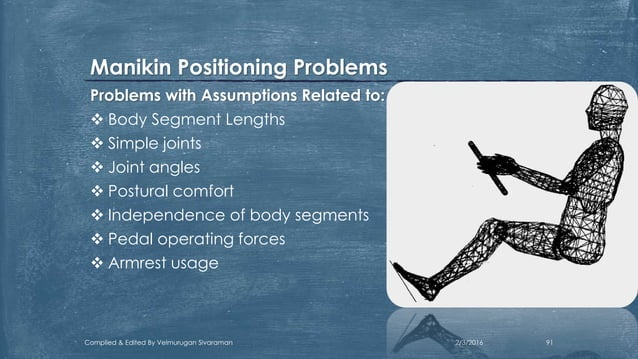 Manikin Positioning Problems
Problems with Assumptions Related to:
❖ Body Segment Lengths
❖ Simple joints
❖ Joint angles
❖ Postural comfort
❖ Independence of body segments
❖ Pedal operating forces
❖ Armrest usage
Complied & Edited By Velmurugan Sivaraman 2/3/2016 91